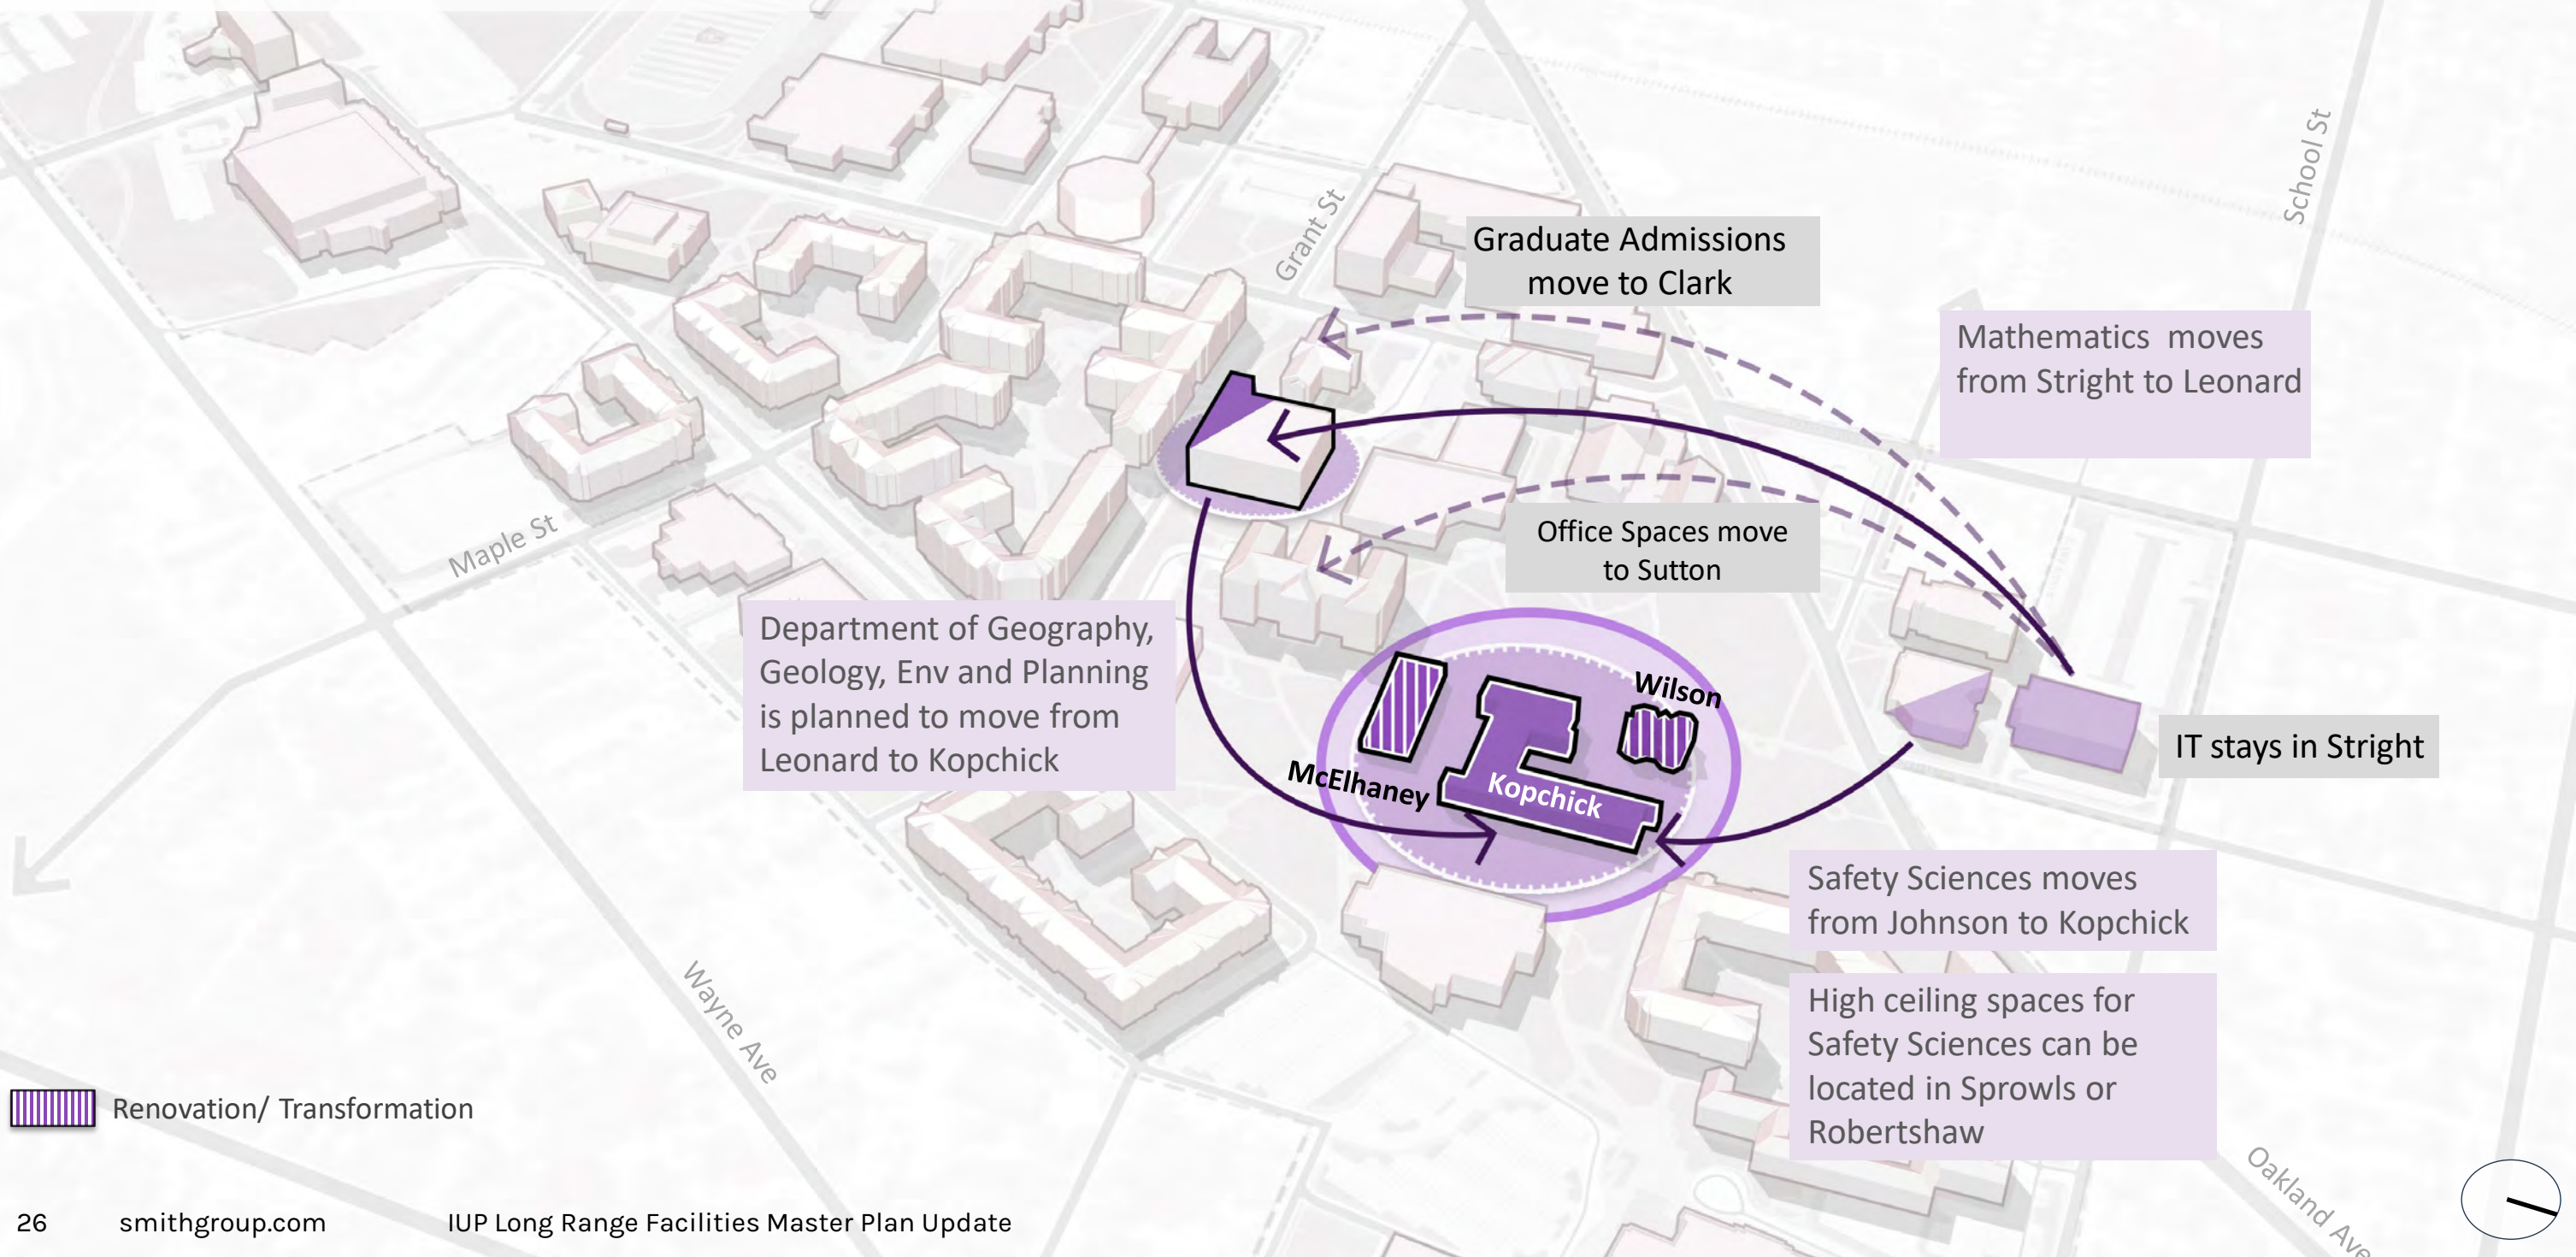 School St
Grant St
Graduate Admissions
move to Clark
Mathematics  moves
from Stright to Leonard
Office Spaces move
to Sutton
Maple St
Department of Geography,
Geology, Env and Planning
is planned to move from
Leonard to Kopchick
Wilson
McElhaney
Kopchick
IT stays in Stright
Safety Sciences moves
from Johnson to Kopchick
High ceiling spaces for
Safety Sciences can be
located in Sprowls or
Robertshaw
Wayne Ave
Oakland Ave
Renovation/ Transformation
26 smithgroup.com IUP Long Range Facilities Master Plan Update